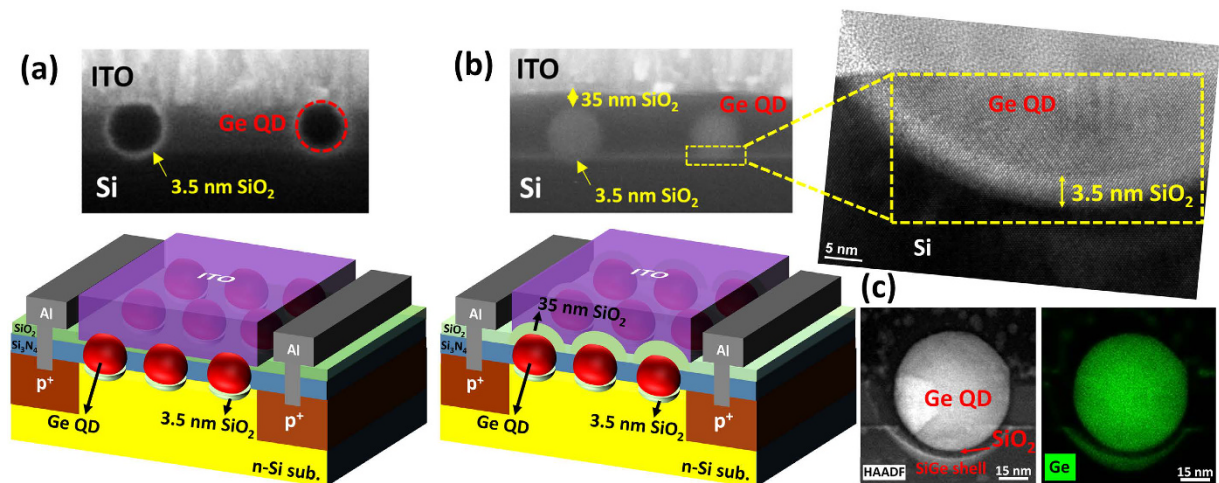 (a)
ITO
Ge QD
Si
3.5 nm SiO₂
ITO
Al
Al
SiO₂
Si₃N₄
p⁺
p⁺
Ge QD
3.5 nm SiO₂
n-Si sub.
(b)
ITO
35 nm SiO₂
Ge QD
Si
3.5 nm SiO₂
Ge QD
3.5 nm SiO₂
Si
5 nm
ITO
35 nm SiO₂
Al
Al
SiO₂
Si₃N₄
p⁺
p⁺
Ge QD
3.5 nm SiO₂
n-Si sub.
(c)
Ge QD
SiO₂
SiGe shell
HAADF
15 nm
Ge
15 nm